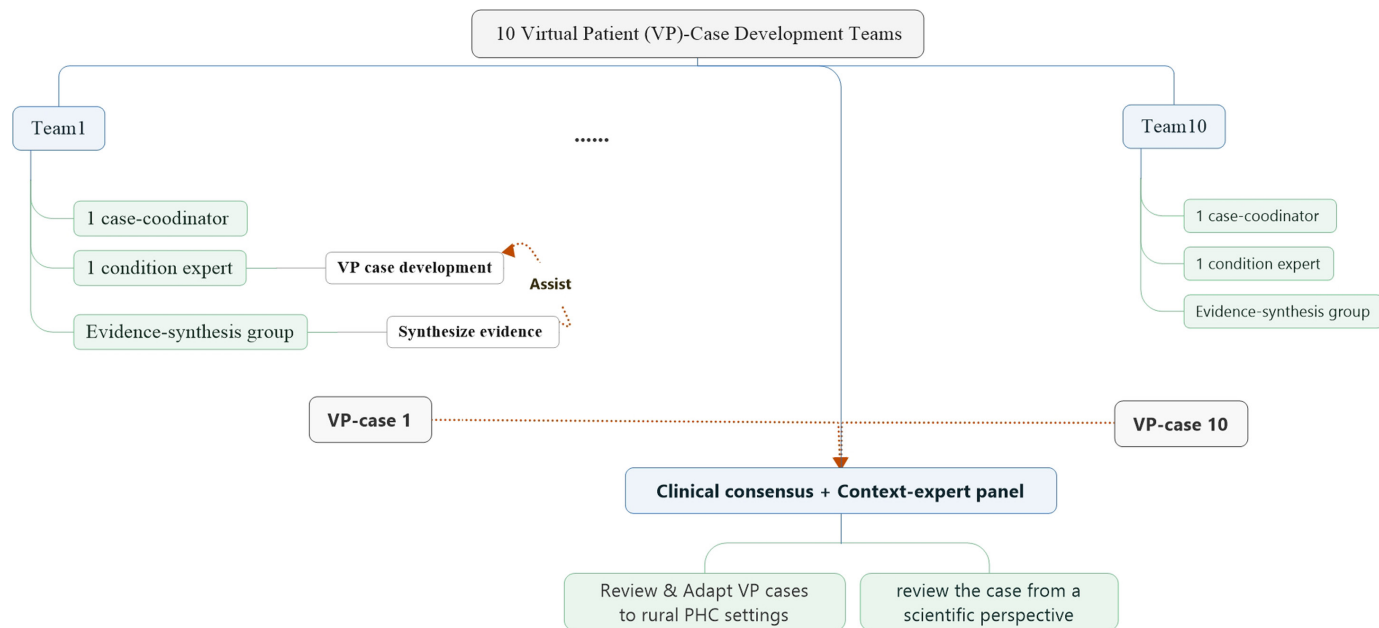 10 Virtual Patient (VP)-Case Development Teams
Team1
......
Team10
1 case-coodinator
1 condition expert
VP case development
Assist
Evidence-synthesis group
Synthesize evidence
1 case-coodinator
1 condition expert
Evidence-synthesis group
VP-case 1
VP-case 10
Clinical consensus + Context-expert panel
Review & Adapt VP cases
to rural PHC settings
review the case from a
scientific perspective